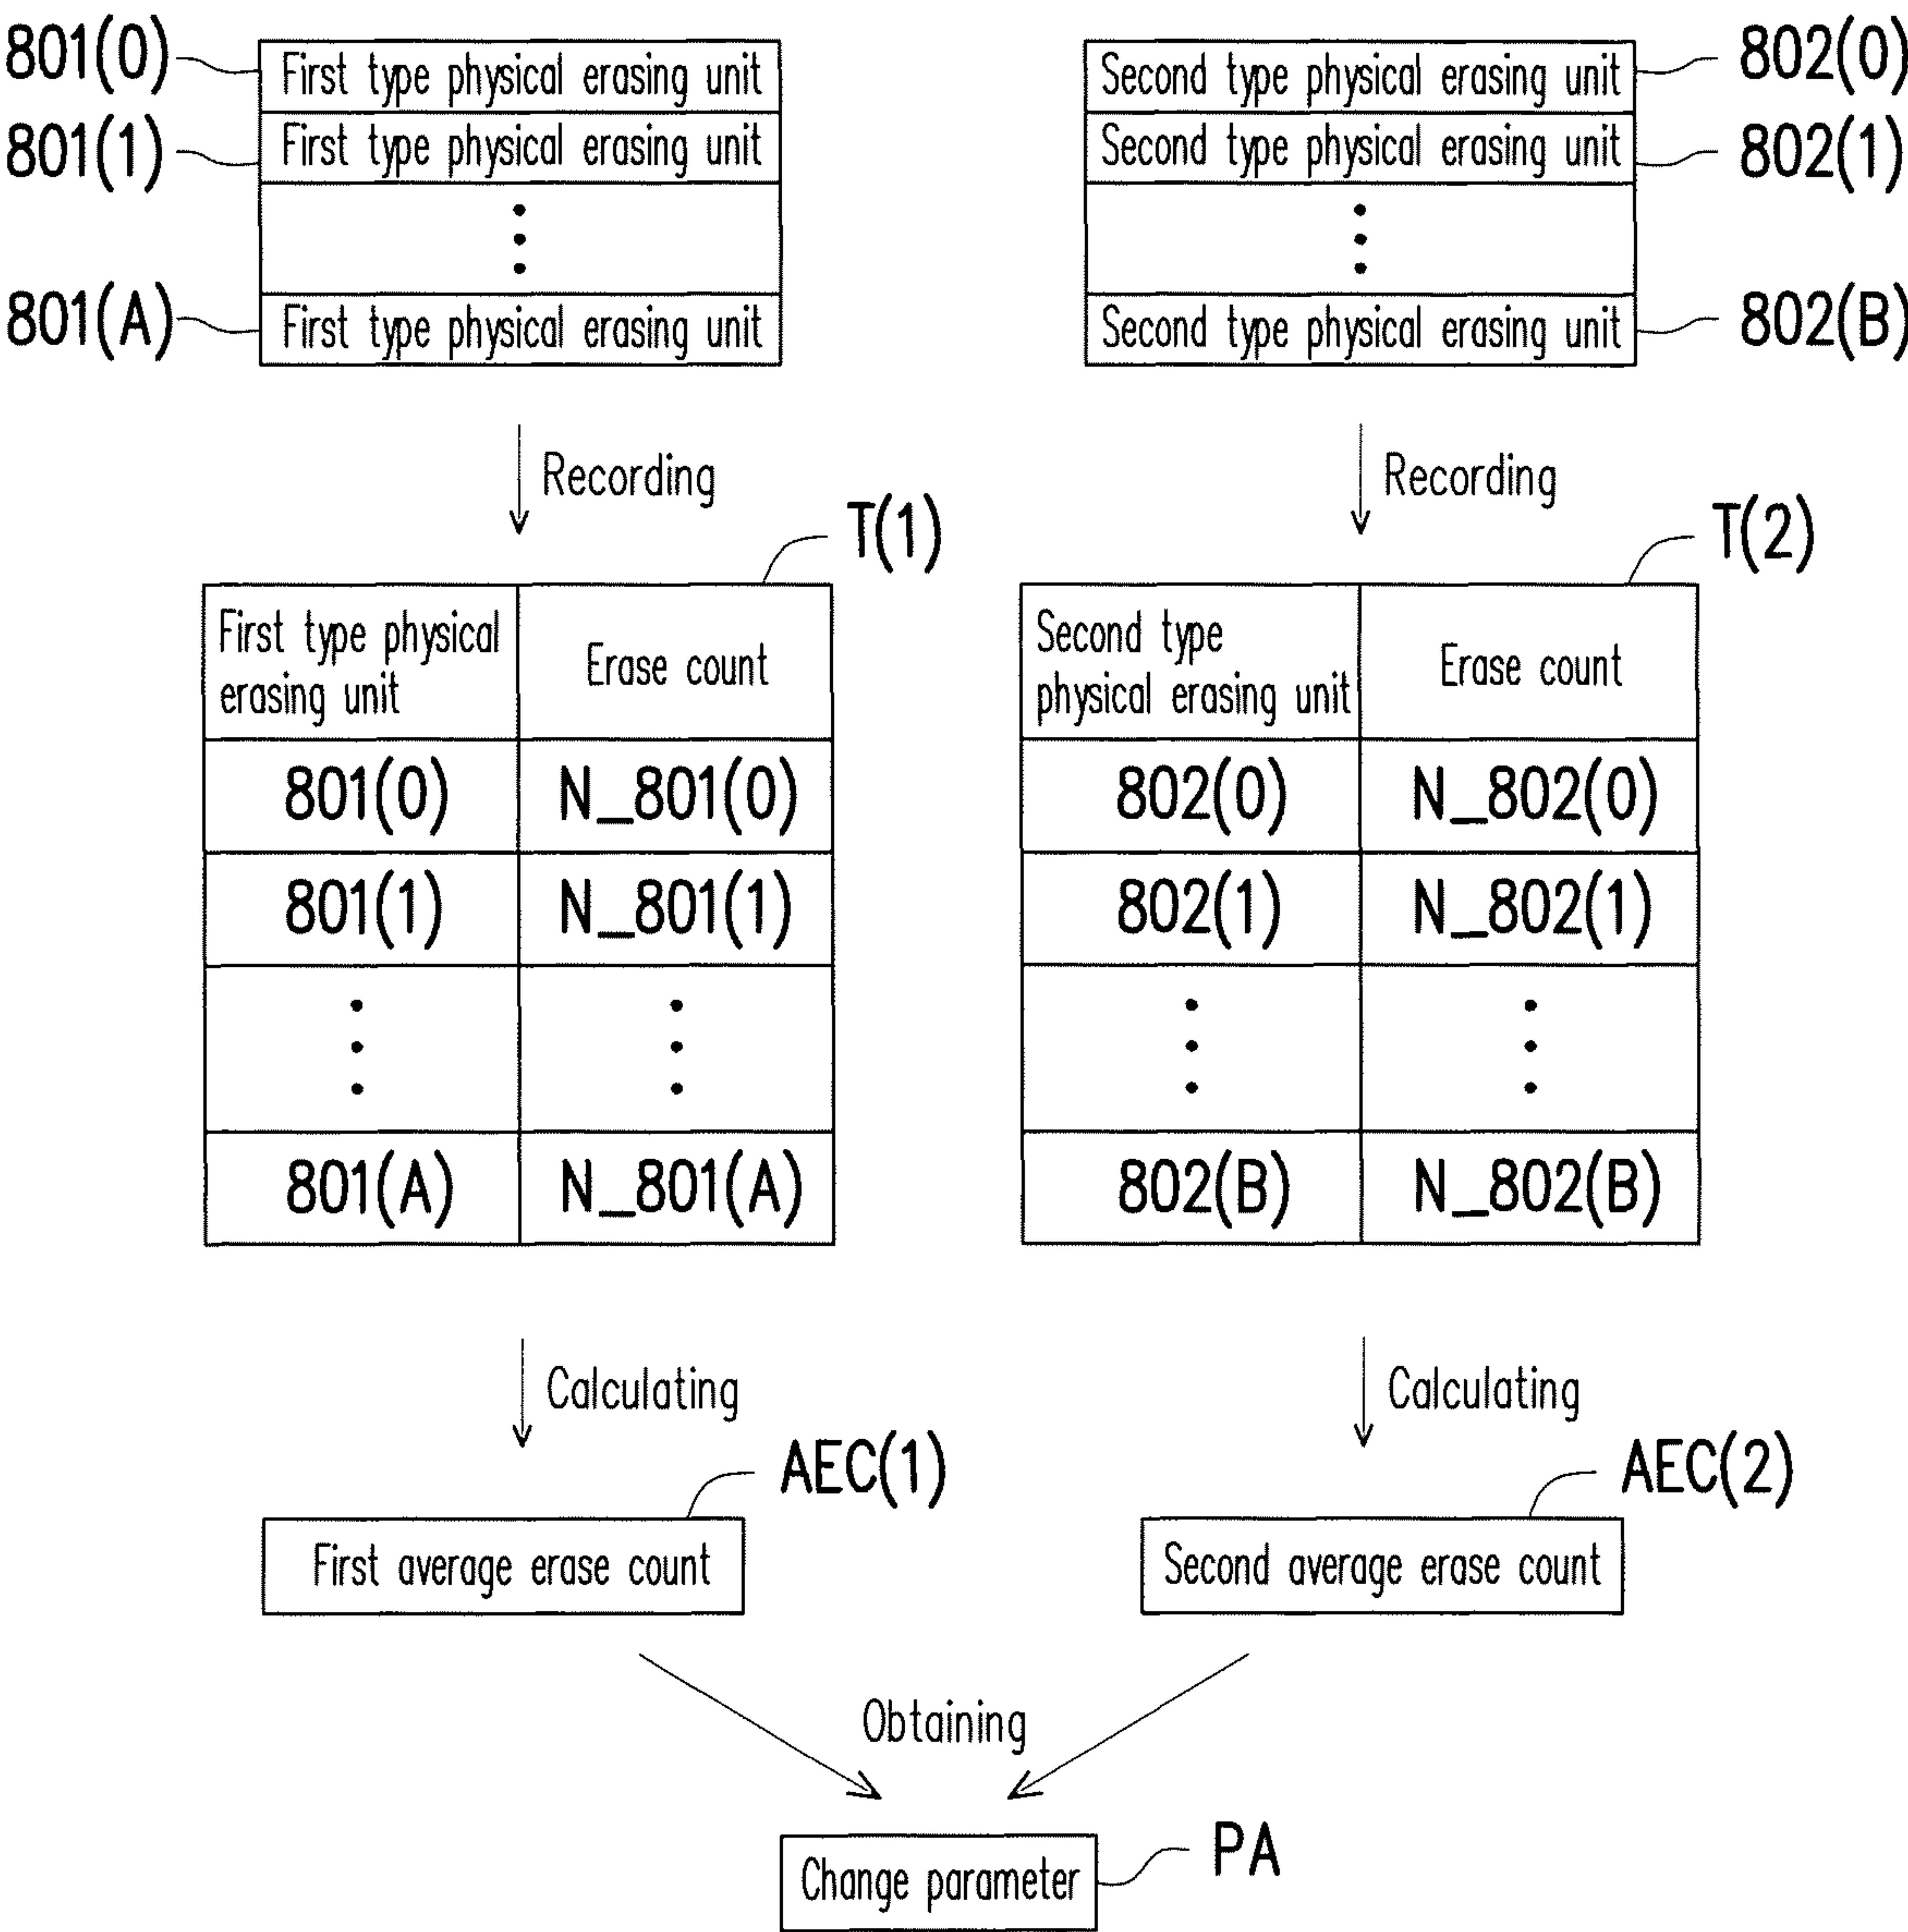 801(0)
First type physical erasing unit
Second type physical erasing unit
802(0)
801(1)
First type physical erasing unit
Second type physical erasing unit
802(1)
801(A)
First type physical erasing unit
Second type physical erasing unit
802(B)
Recording
Recording
T(1)
T(2)
First type physical
erasing unit
Erase count
Second type
physical erasing unit
Erase count
801(0)
N_801(0)
802(0)
N_802(0)
801(1)
N_801(1)
802(1)
N_802(1)
801(A)
N_801(A)
802(B)
N_802(B)
Calculating
Calculating
AEC(1)
AEC(2)
First average erase count
Second average erase count
Obtaining
Change parameter
PA